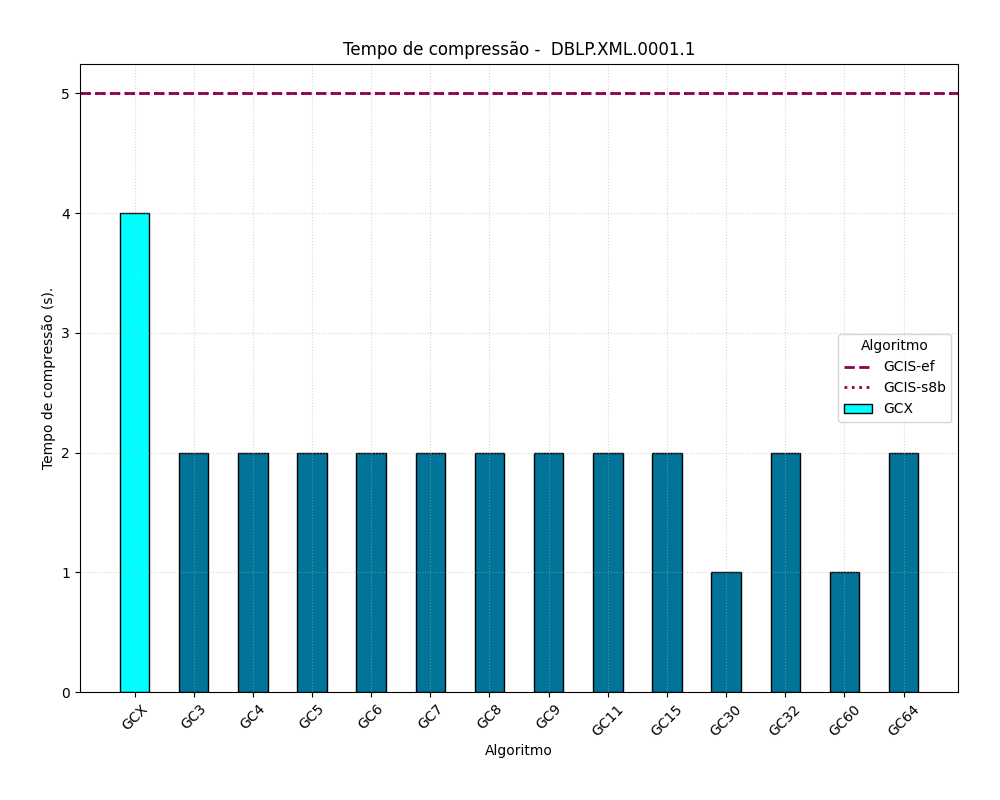 Tempo de compressão -  DBLP.XML.0001.1
Tempo de compressão (s).
5
4
3
2
1
0
Algoritmo
GCIS-ef
GCIS-s8b
GCX
GCX GC3 GC4 GC5 GC6 GC7 GC8 GC9 GC11 GC15 GC30 GC32 GC60 GC64
Algoritmo